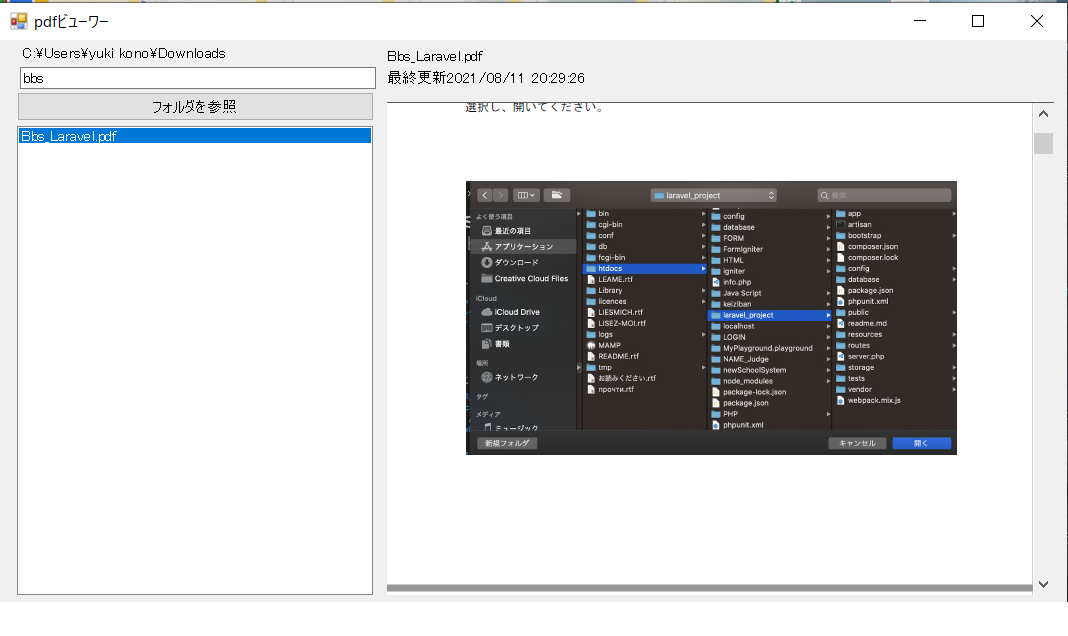 pdfビューワー
C:¥Users¥yuki kono¥Downloads
bbs
フォルダを参照
Bbs_Laravel.pdf
Bbs_Laravel.pdf
最終更新2021/08/11 20:29:26
選択し、開いてください。
laravel_project
検索
よく使う項目
最近の項目
アプリケーション
ダウンロード
Creative Cloud Files
iCloud
iCloud Drive
デスクトップ
書類
場所
ネットワーク
タグ
メディア
ミュージック
bin
cgi-bin
conf
db
fcgi-bin
htdocs
LEAME.rtf
Library
licences
LIESMICH.rtf
LISEZ-MOI.rtf
logs
MAMP
README.rtf
tmp
お読みください.rtf
прочти.rtf
config
database
FORM
FormIgniter
HTML
igniter
info.php
Java Script
keiziban
laravel_project
localhost
LOGIN
MyPlayground.playground
NAME_Judge
newSchoolSystem
node_modules
package-lock.json
package.json
PHP
phpunit.xml
app
artisan
bootstrap
composer.json
composer.lock
config
database
package.json
phpunit.xml
public
readme.md
resources
routes
server.php
storage
tests
vendor
webpack.mix.js
新規フォルダ
キャンセル
開く